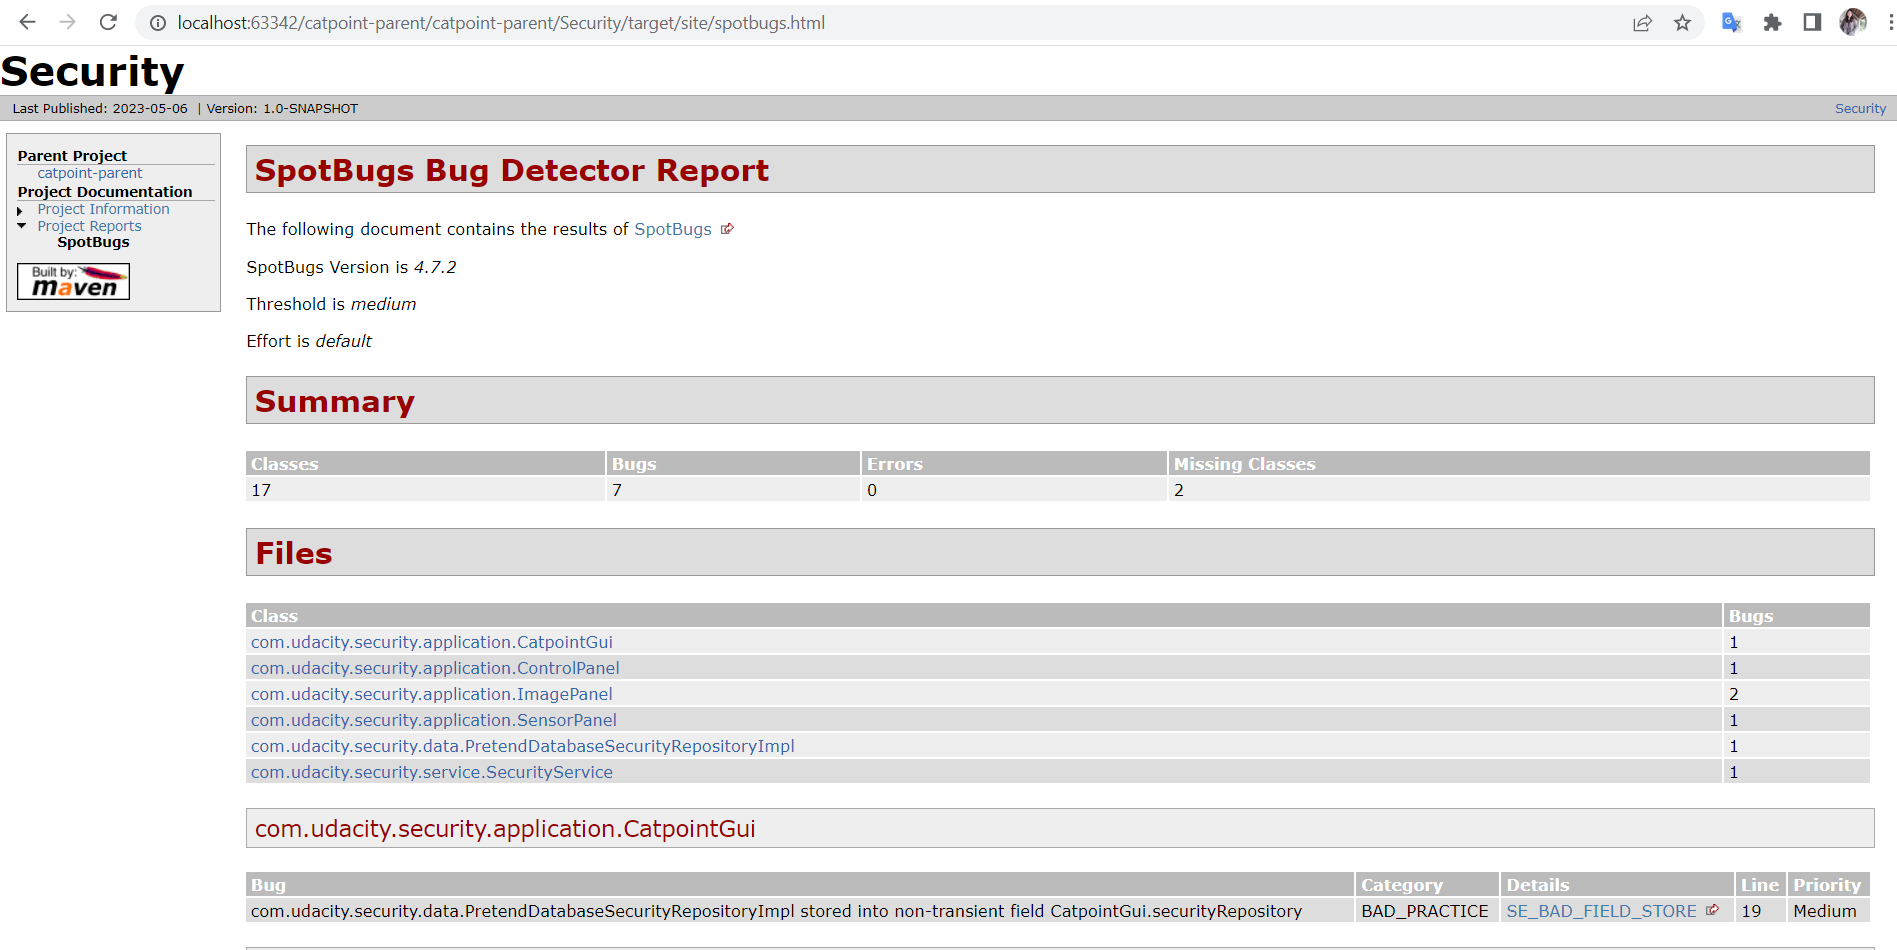 localhost:63342/catpoint-parent/catpoint-parent/Security/target/site/spotbugs.html
Security
Last Published: 2023-05-06 | Version: 1.0-SNAPSHOT
Security
Parent Project
catpoint-parent
Project Documentation
Project Information
Project Reports
SpotBugs
Built by:
maven
SpotBugs Bug Detector Report
The following document contains the results of SpotBugs
SpotBugs Version is 4.7.2
Threshold is medium
Effort is default
Summary
Classes Bugs Errors Missing Classes
17 7 0 2
Files
Class Bugs
com.udacity.security.application.CatpointGui 1
com.udacity.security.application.ControlPanel 1
com.udacity.security.application.ImagePanel 2
com.udacity.security.application.SensorPanel 1
com.udacity.security.data.PretendDatabaseSecurityRepositoryImpl 1
com.udacity.security.service.SecurityService 1
com.udacity.security.application.CatpointGui
Bug Category Details Line Priority
com.udacity.security.data.PretendDatabaseSecurityRepositoryImpl stored into non-transient field CatpointGui.securityRepository BAD_PRACTICE SE_BAD_FIELD_STORE 19 Medium